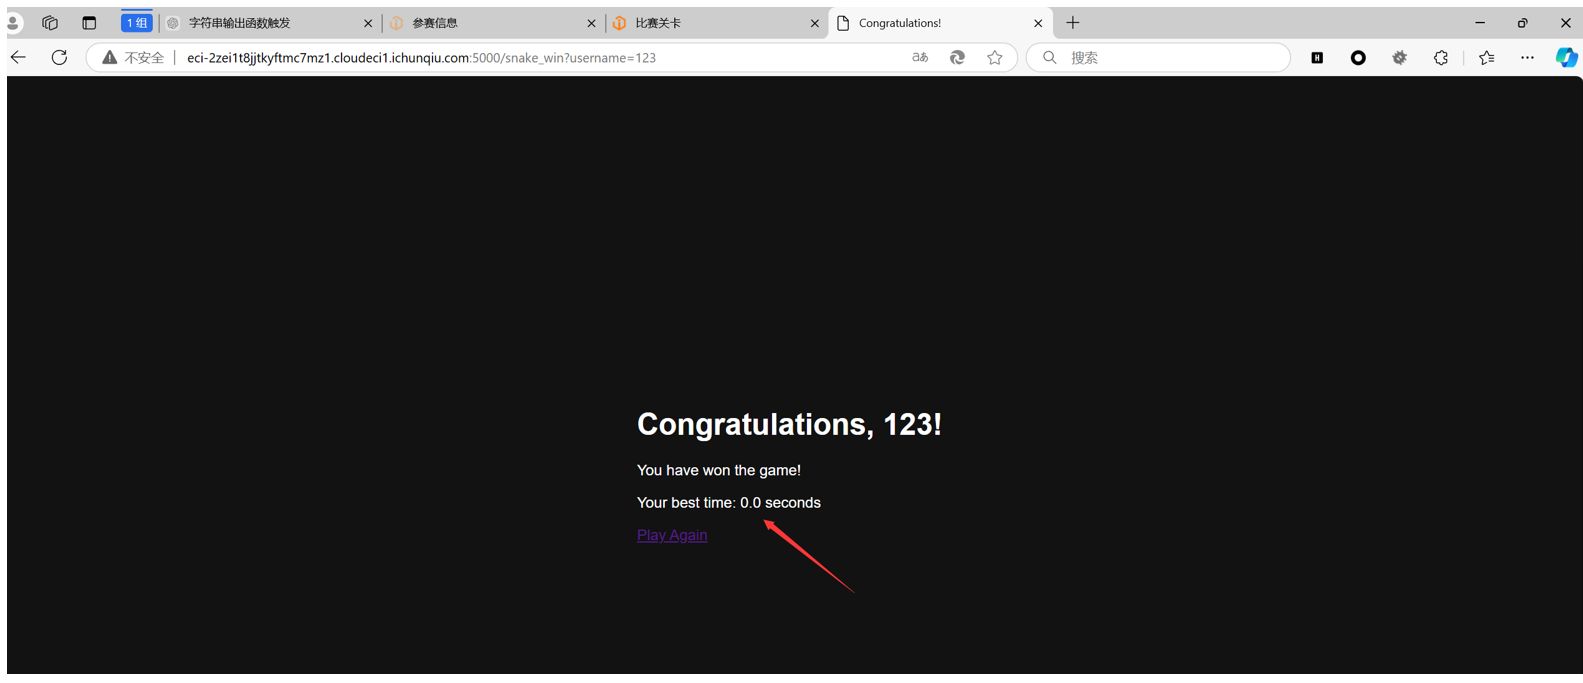 1 组 字符串输出函数触发 参赛信息 比赛关卡 Congratulations!
不安全 eci-2zei1t8jjtkyftmc7mz1.cloudeci1.ichunqiu.com:5000/snake_win?username=123 aあ 搜索 H
Congratulations, 123!
You have won the game!
Your best time: 0.0 seconds
Play Again